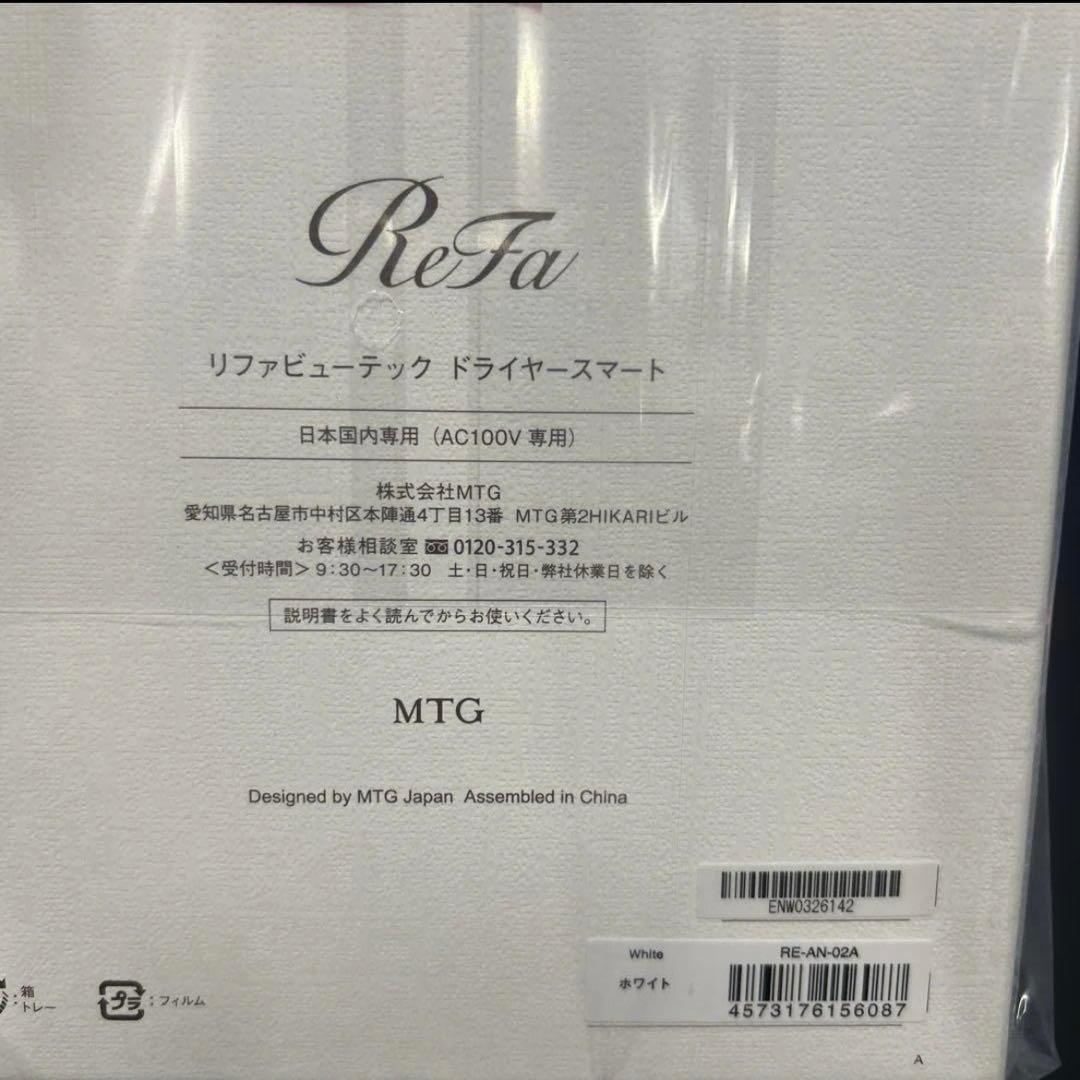 ReFa
リファビューテック ドライヤースマート
日本国内専用（AC100V 専用）
株式会社MTG
愛知県名古屋市中村区本陣通4丁目13番 MTG第2HIKARIビル
お客様相談室 0120-315-332
＜受付時間＞9:30〜17:30 土・日・祝日・弊社休業日を除く
説明書をよく読んでからお使いください。
MTG
Designed by MTG Japan Assembled in China
ENW0326142
White RE-AN-02A
ホワイト
4573176156087
：箱
トレー
プラ：フィルム
A